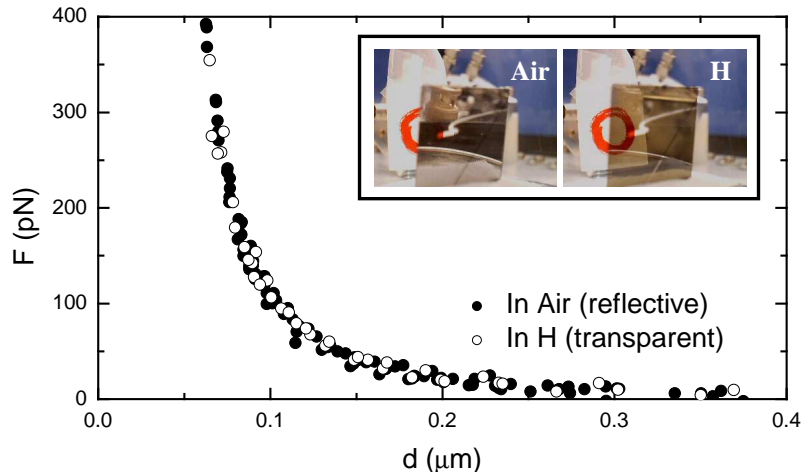 400
300
200
100
0
F (pN)
Air
H
In Air (reflective)
In H (transparent)
0.0
0.1
0.2
0.3
0.4
d (μm)